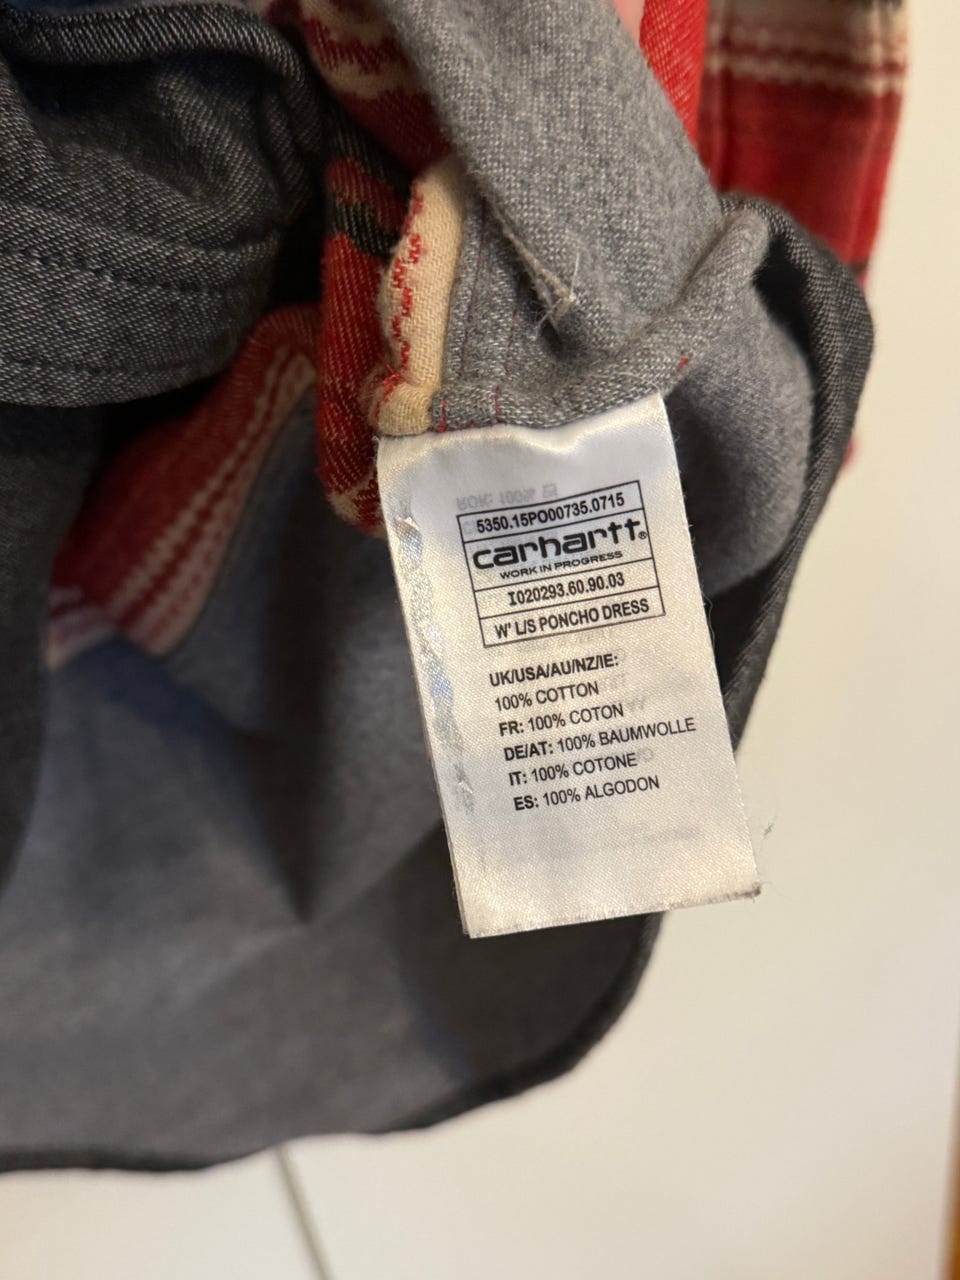 5350.15PO00735.0715
carhartt®
WORK IN PROGRESS
I020293.60.90.03
W' L/S PONCHO DRESS
UK/USA/AU/NZ/IE:
100% COTTON
FR: 100% COTON
DE/AT: 100% BAUMWOLLE
IT: 100% COTONE
ES: 100% ALGODON